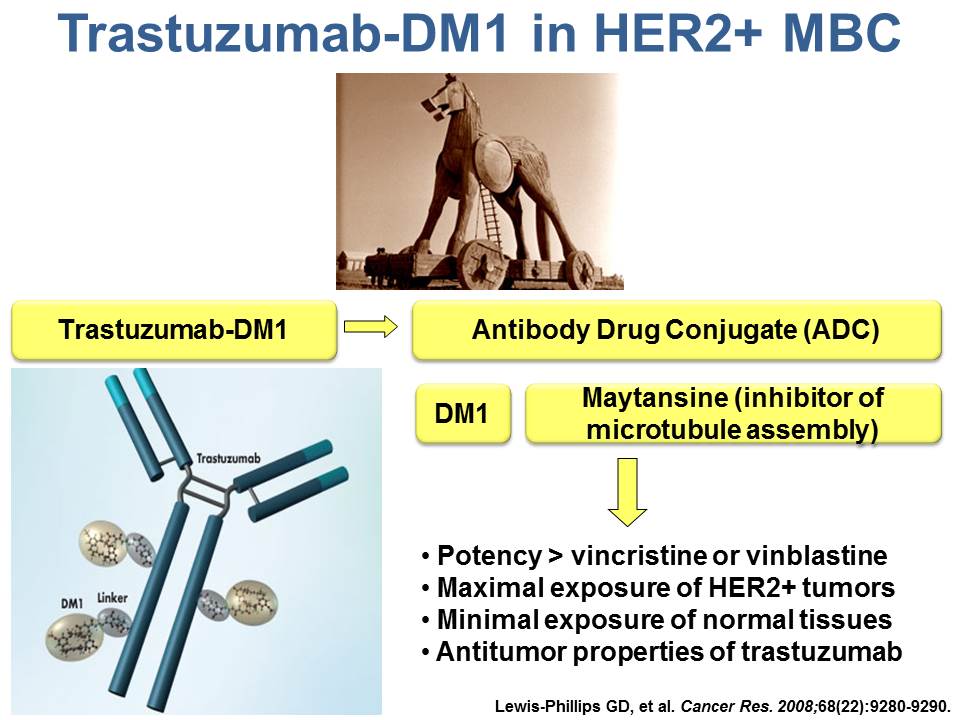 Trastuzumab-DM1 in HER2+ MBC
Trastuzumab-DM1
Antibody Drug Conjugate (ADC)
DM1
Maytansine (inhibitor of
microtubule assembly)
Trastuzumab
DM1
Linker
• Potency > vincristine or vinblastine
• Maximal exposure of HER2+ tumors
• Minimal exposure of normal tissues
• Antitumor properties of trastuzumab
Lewis-Phillips GD, et al. Cancer Res. 2008;68(22):9280-9290.